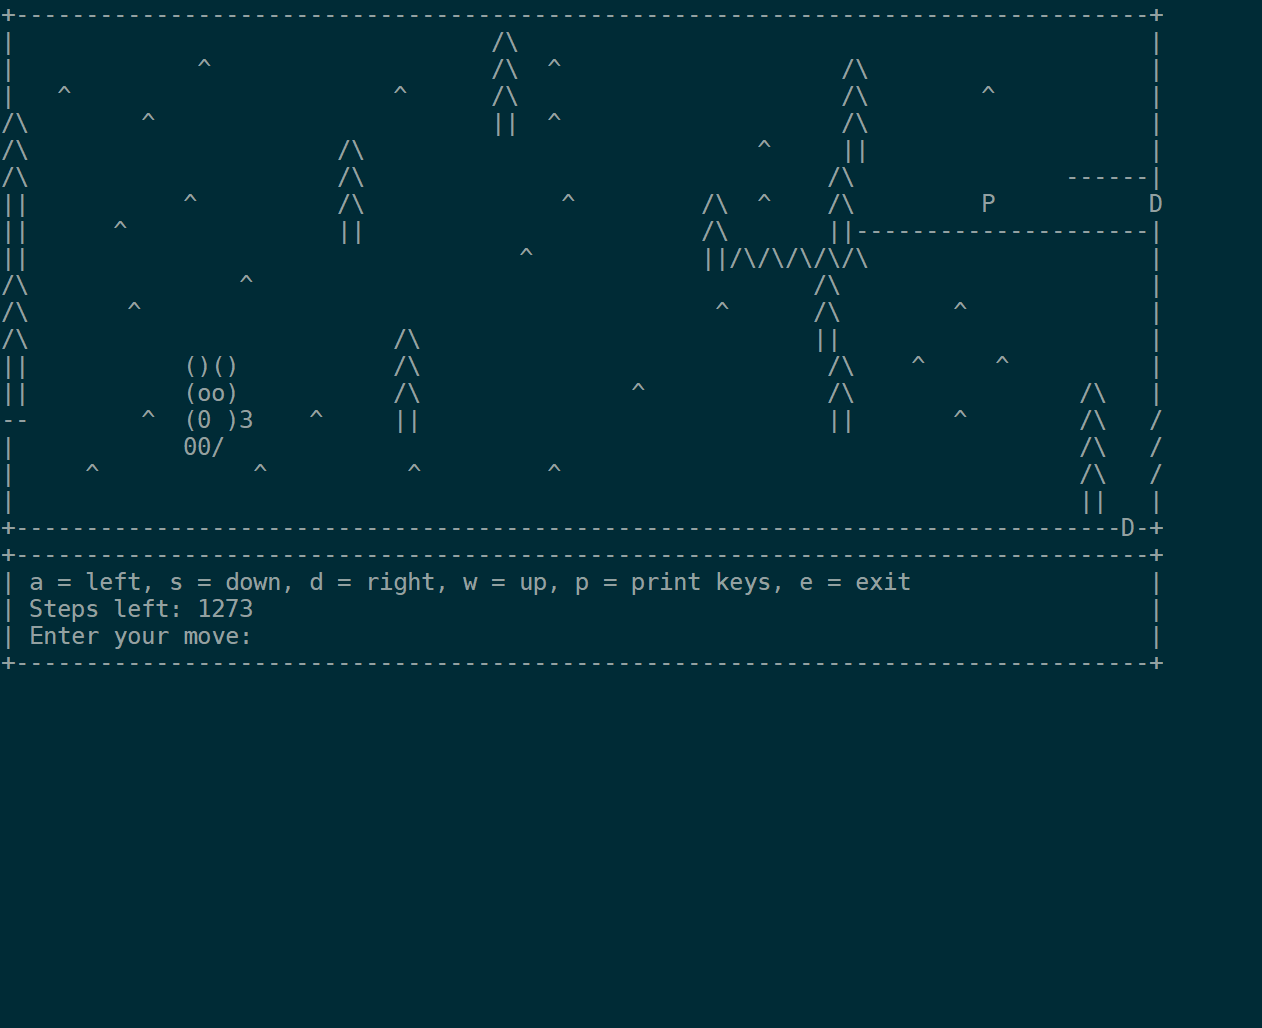 +---------------------------------------------------------------------------------+
|                                  /\                                             |
|             ^                    /\  ^                    /\                    |
|   ^                       ^      /\                       /\        ^           |
/\        ^                        ||  ^                    /\                    |
/\                      /\                            ^     ||                    |
/\                      /\                                 /\               ------|
||           ^          /\              ^         /\  ^    /\         P           D
||      ^               ||                        /\       ||---------------------|
||                                   ^            ||/\/\/\/\/\                    |
/\               ^                                        /\                      |
/\       ^                                         ^      /\        ^             |
/\                          /\                            ||                      |
||           ()()           /\                             /\    ^     ^          |
||           (oo)           /\               ^             /\                /\   |
--        ^  (0 )3    ^     ||                             ||       ^        /\   /
|            00/                                                             /\   /
|     ^           ^          ^         ^                                     /\   /
|                                                                            ||   |
+-------------------------------------------------------------------------------D-+
+---------------------------------------------------------------------------------+
| a = left, s = down, d = right, w = up, p = print keys, e = exit                 |
| Steps left: 1273                                                                |
| Enter your move:                                                                |
+---------------------------------------------------------------------------------+